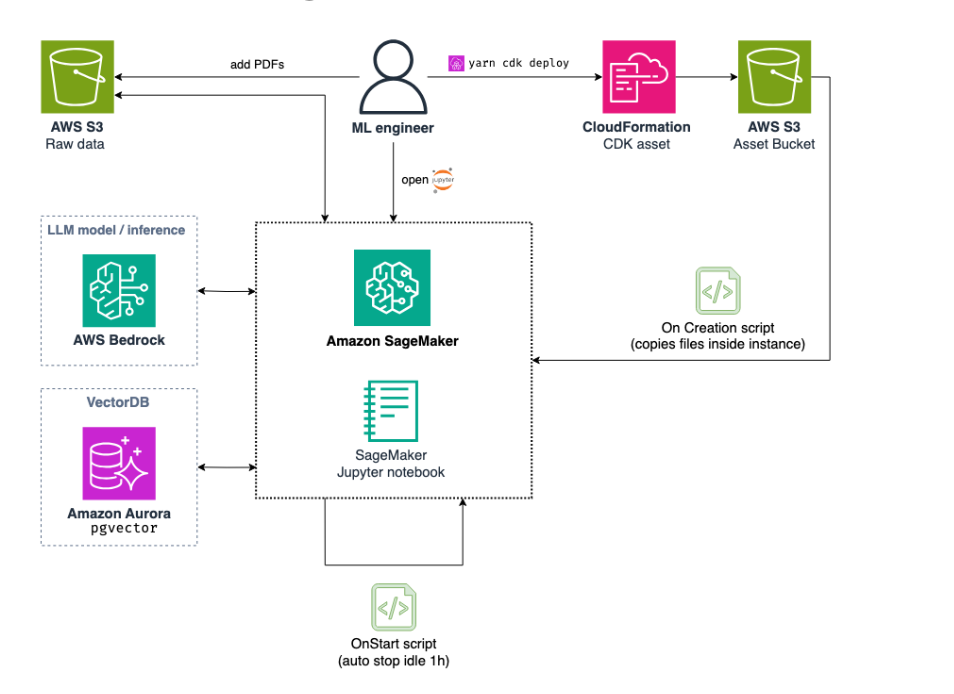 add PDFs
yarn cdk deploy
AWS S3
Raw data
ML engineer
CloudFormation
CDK asset
AWS S3
Asset Bucket
open
jupyter
LLM model / inference
AWS Bedrock
Amazon SageMaker
On Creation script
(copies files inside instance)
VectorDB
Amazon Aurora
pgvector
SageMaker
Jupyter notebook
OnStart script
(auto stop idle 1h)